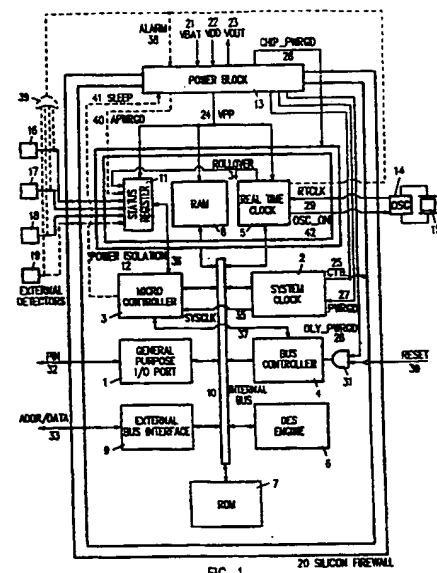 ALARM
38
21
VBAT
22
VDD
23
VOUT
CHIP_PWRGD
26
POWER BLOCK
13
41 SLEEP
40
APWRGD
24 VPP
39
16
17
18
19
EXTERNAL
DETECTORS
11
STATUS
REGISTER
ROLLOVER
34
RAM
8
REAL TIME
CLOCK
5
RTCLK
29
OSC_ON
42
14
OSC
15
POWER ISOLATION
12
36
MICRO
CONTROLLER
3
2
SYSTEM
CLOCK
25
CTB
27
PWRGD
SYSCLK
35
37
DLY_PWRGD
28
PIN
32
GENERAL
PURPOSE
I/O PORT
1
BUS
CONTROLLER
4
31
RESET
30
10
INTERNAL
BUS
ADDR/DATA
33
EXTERNAL
BUS INTERFACE
9
DES
ENGINE
6
ROM
7
20 SILICON FIREWALL
FIG. 1